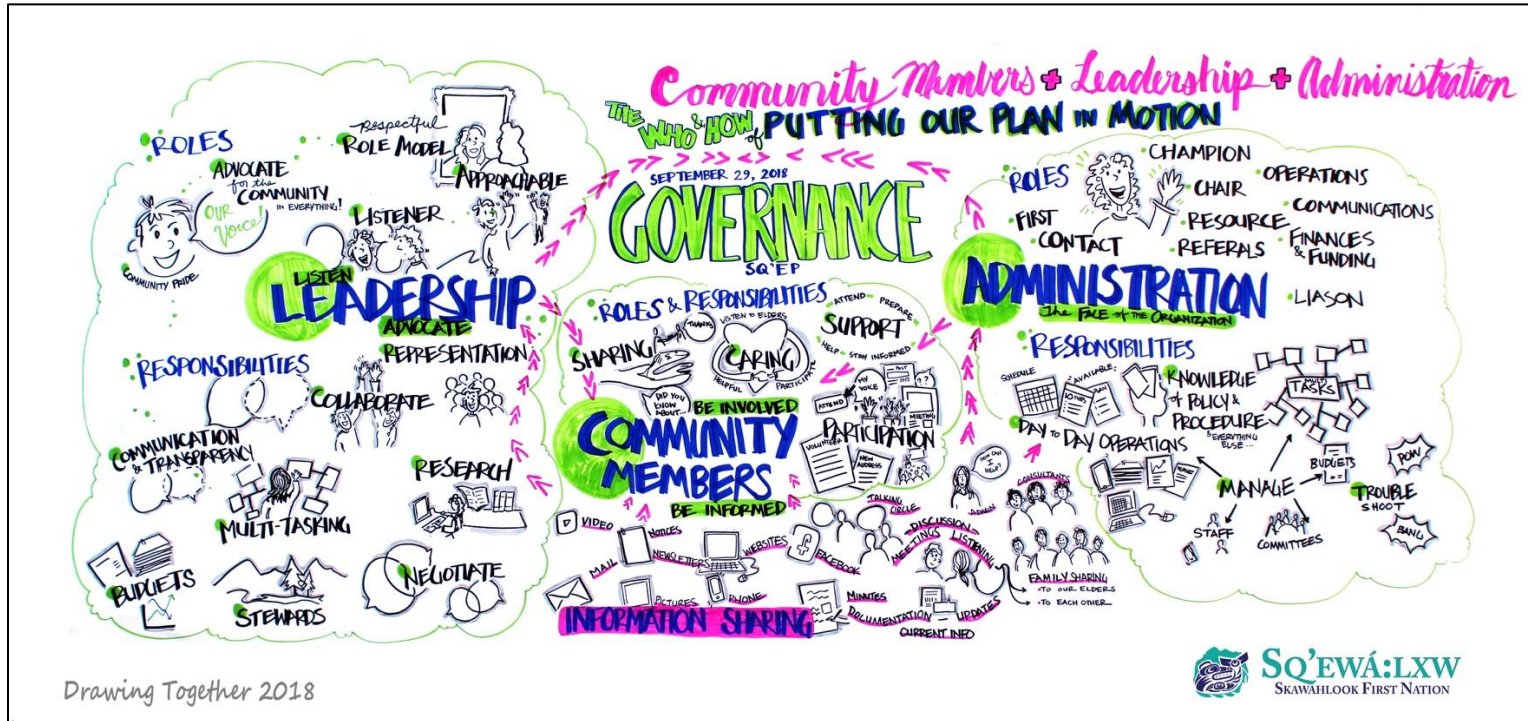 Community Members + Leadership + Administration
THE WHO & HOW of PUTTING OUR PLAN IN MOTION
SEPTEMBER 29, 2018
GOVERNANCE
SQ'EP
ROLES
ADVOCATE
for the
COMMUNITY
IN EVERYTHING!
OUR
Voice!
COMMUNITY PRIDE
Respectful
ROLE MODEL
APPROACHABLE
LISTENER
LISTEN
LEADERSHIP
ADVOCATE
REPRESENTATION
RESPONSIBILITIES
COLLABORATE
COMMUNICATION
& TRANSPARENCY
MULTI-TASKING
RESEARCH
BUDGETS
STEWARDS
NEGOTIATE
ROLES & RESPONSIBILITIES
SHARING
THANKS
LISTEN TO ELDERS
CARING
HELPFUL
PARTICIPATE
ATTEND
PREPARE
SUPPORT
HELP
STAY INFORMED
DID YOU
KNOW
ABOUT...
MY
VOICE
ATTEND
POST
? ?
MEETING
PARTICIPATION
VOLUNTEER
NEW
ADDRESS
BE INVOLVED
COMMUNITY
MEMBERS
BE INFORMED
VIDEO
MAIL
NOTICES
NEWSLETTERS
PICTURES
WEBSITES
PHONE
FACEBOOK
TALKING
CIRCLE
DISCUSSION
MEETINGS
LISTENING
MINUTES
DOCUMENTATION
UPDATES
CURRENT INFO
INFORMATION SHARING
HOW CAN
I
HELP?
ADMIN
CONSULTANTS
FAMILY SHARING
TO OUR ELDERS
TO EACH OTHER
ROLES
CHAMPION
OPERATIONS
CHAIR
COMMUNICATIONS
FIRST
CONTACT
RESOURCE
REFERRALS
FINANCES
& FUNDING
LIASON
ADMINISTRATION
The FACE of the ORGANIZATION
RESPONSIBILITIES
SCHEDULE
AVAILABLE
PLAN
KNOWLEDGE
of POLICY &
PROCEDURE
& EVERYTHING
ELSE...
MULTI
TASKS
DAY TO DAY OPERATIONS
REPORT
MANAGE
BUDGETS
STAFF
COMMITTEES
POW
TROUBLE
SHOOT
BANG
Drawing Together 2018
SQ'EWÁ:LXW
SKAWAHLOOK FIRST NATION